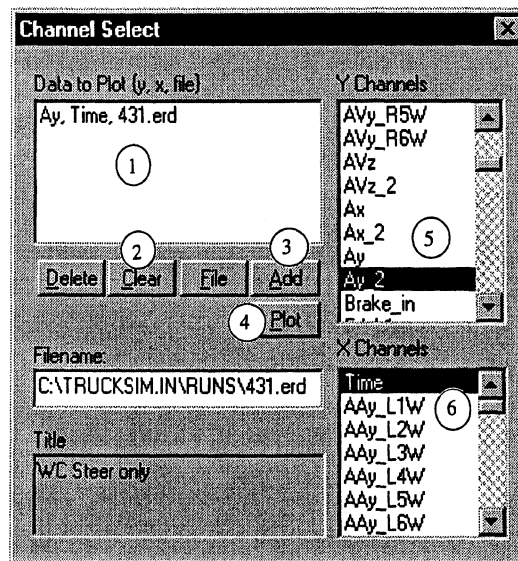 Channel Select
Data to Plot (y, x, file)
Ay, Time, 431.erd
1
2
3
Delete
Clear
File
Add
4
Plot
Filename:
C:\TRUCKSIM.IN\RUNS\431.erd
Title
WC Steer only
Y Channels
AVy_R5W
AVy_R6W
AVz
AVz_2
Ax
Ax_2
Ay
Ay_2
Brake_in
5
X Channels
Time
AAy_L1W
AAy_L2W
AAy_L3W
AAy_L4W
AAy_L5W
AAy_L6W
6